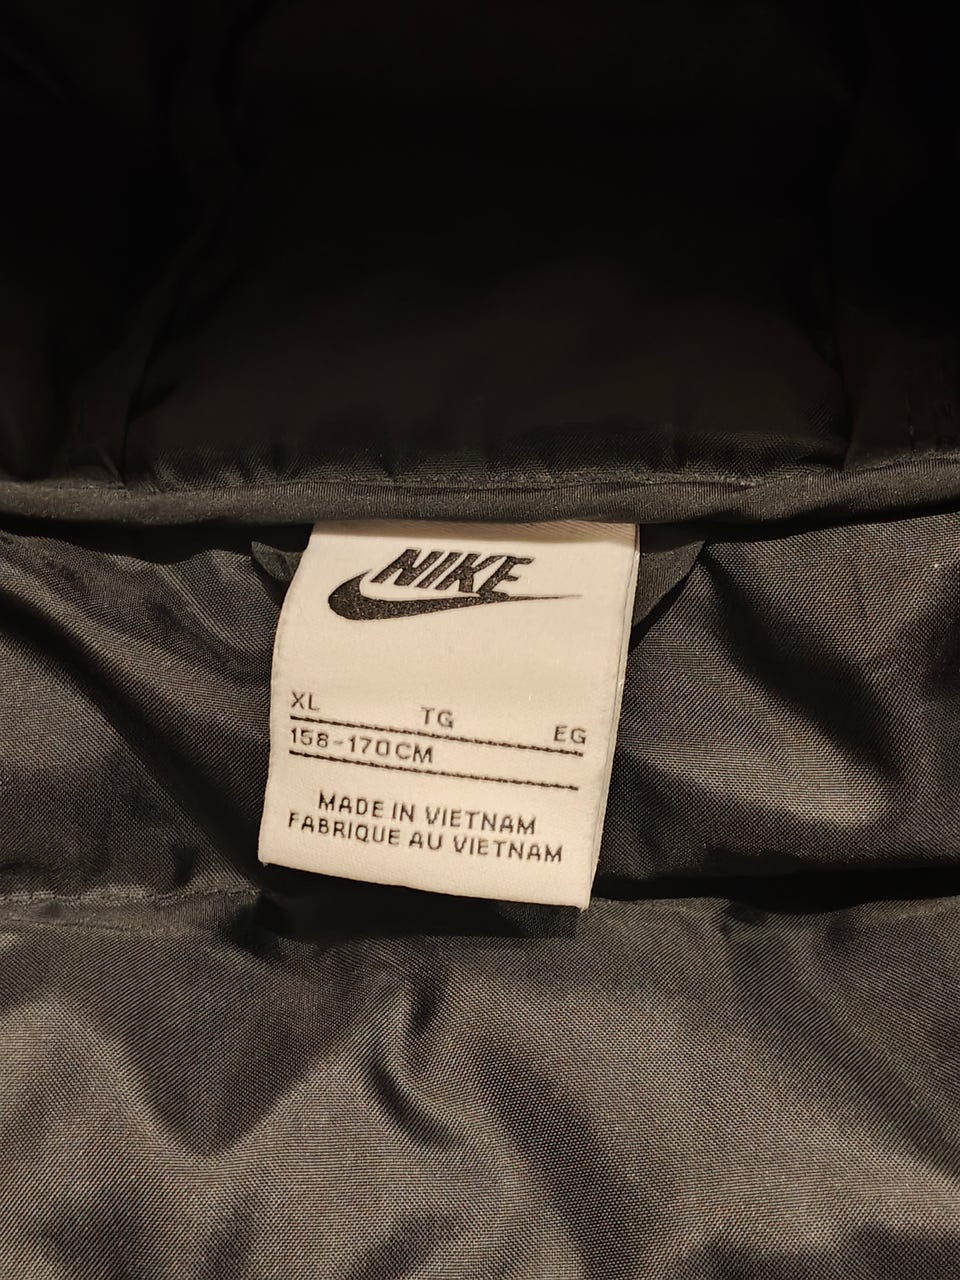 NIKE
XL TG EG
158-170CM
MADE IN VIETNAM
FABRIQUE AU VIETNAM